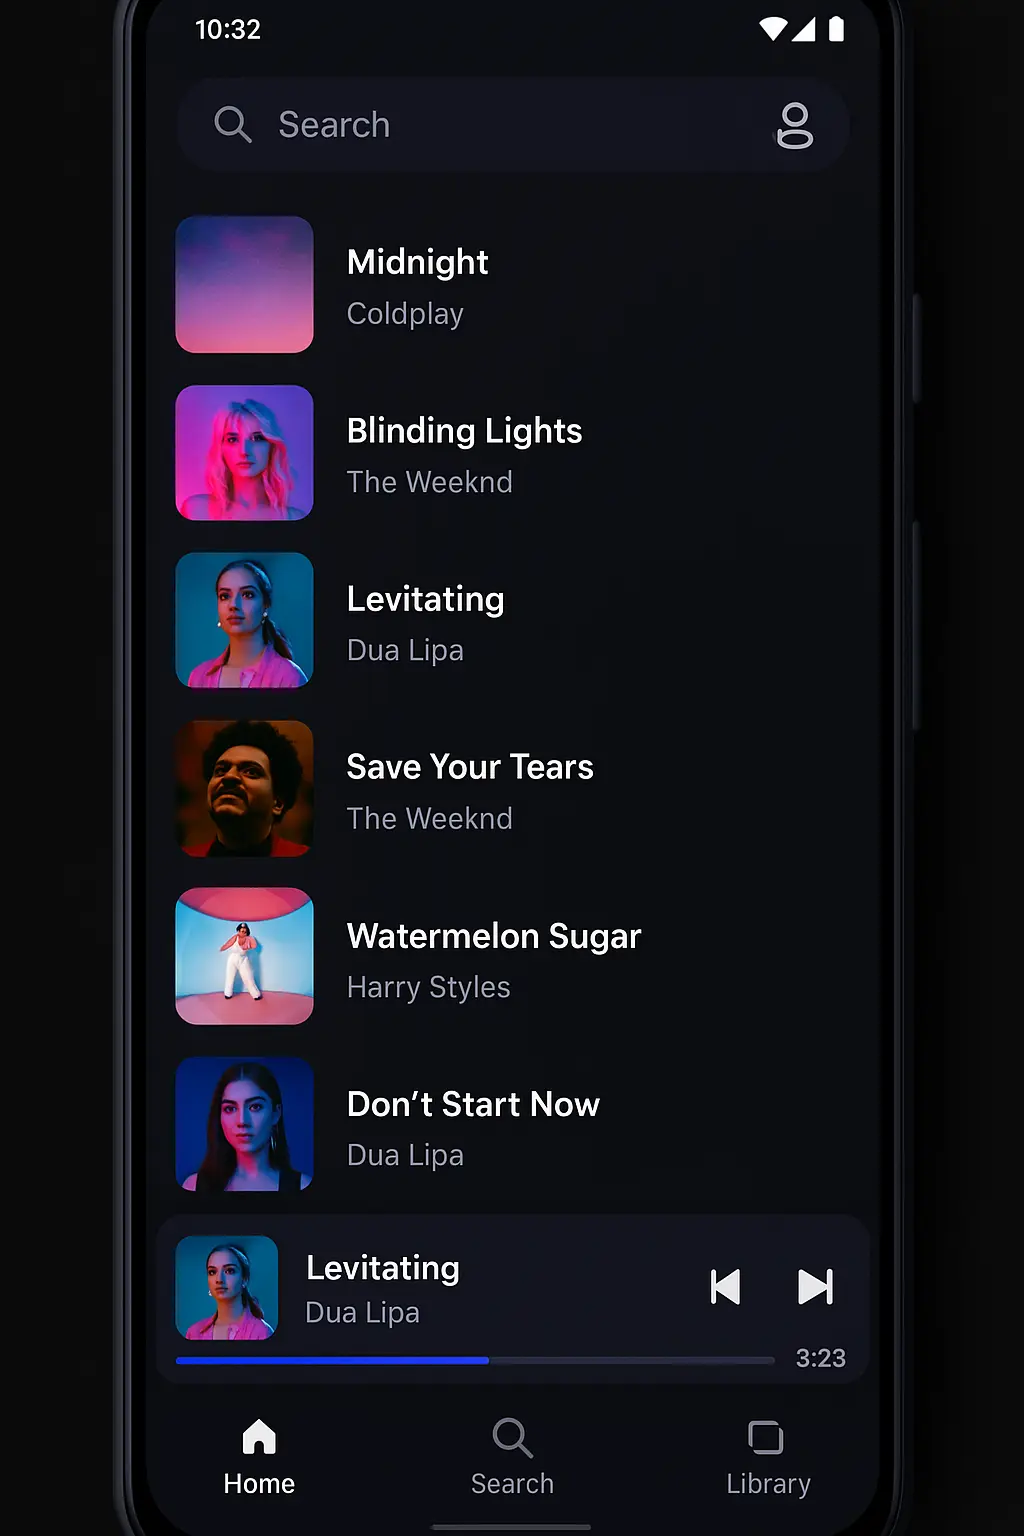 10:32
Search
Midnight
Coldplay
Blinding Lights
The Weeknd
Levitating
Dua Lipa
Save Your Tears
The Weeknd
Watermelon Sugar
Harry Styles
Don’t Start Now
Dua Lipa
Levitating
Dua Lipa
3:23
Home
Search
Library